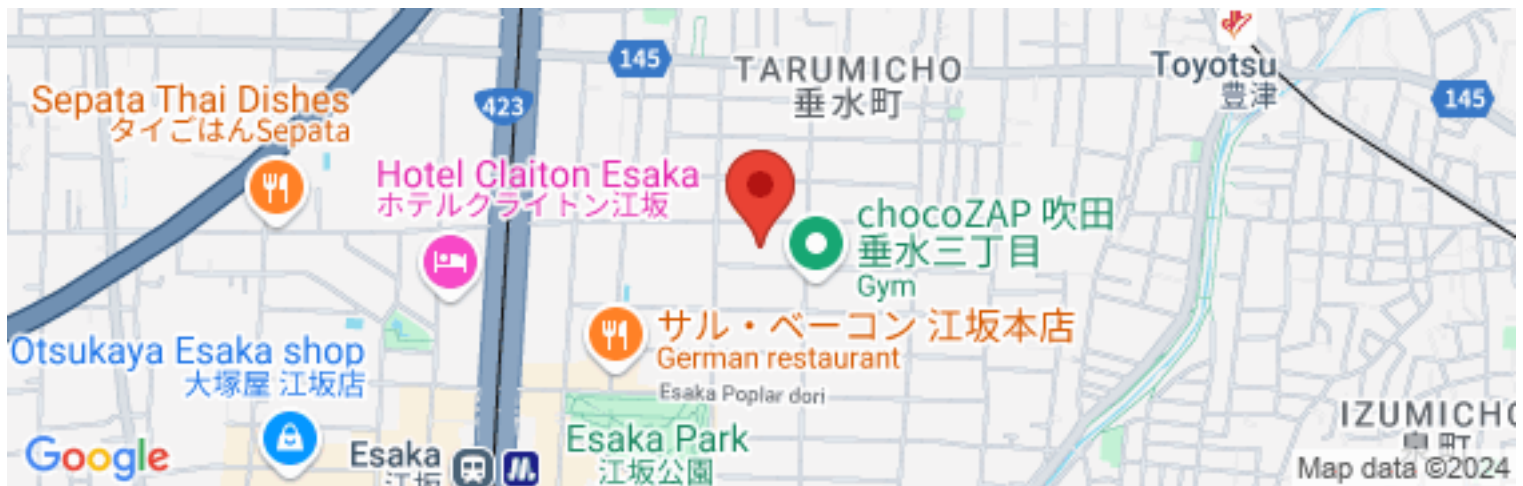 145
TARUMICHO
垂水町
Toyotsu
豊津
145
Sepata Thai Dishes
タイごはんSepata
423
Hotel Claiton Esaka
ホテルクライトン江坂
chocoZAP 吹田
垂水三丁目
Gym
サル・ベーコン 江坂本店
German restaurant
Esaka Poplar dori
Otsukaya Esaka shop
大塚屋 江坂店
Esaka Park
江坂公園
Esaka
江坂
IZUMICHO
Google
Map data ©2024